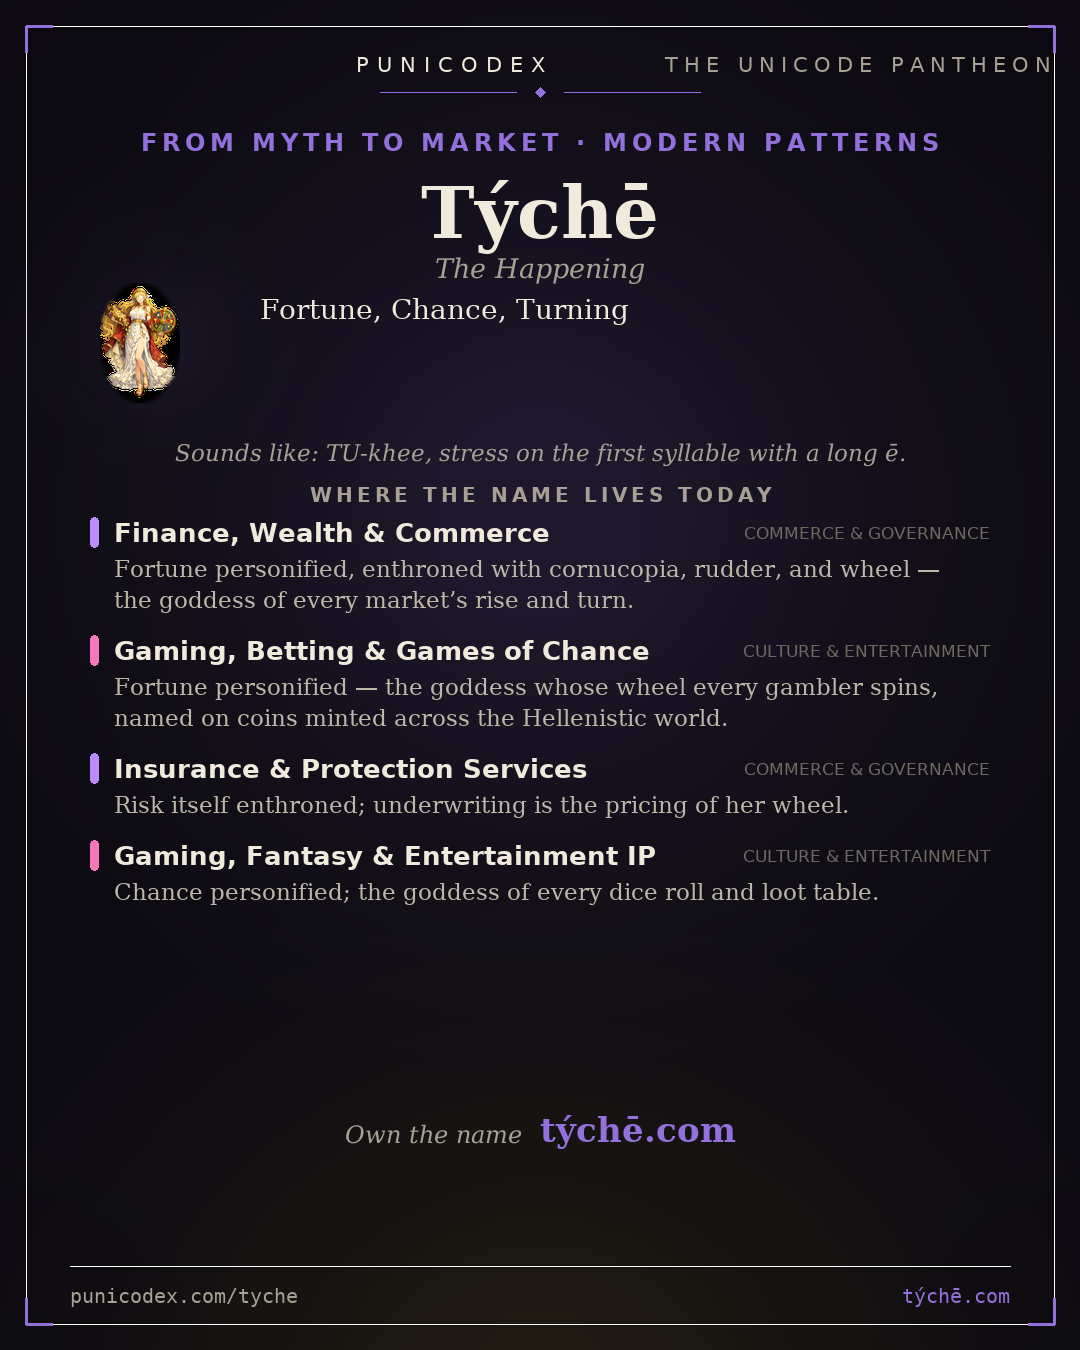 PUNICODEX THE UNICODE PANTHEON
FROM MYTH TO MARKET · MODERN PATTERNS
Týchē
The Happening
Fortune, Chance, Turning
Sounds like: TU-khee, stress on the first syllable with a long ē.
WHERE THE NAME LIVES TODAY
Finance, Wealth & Commerce COMMERCE & GOVERNANCE
Fortune personified, enthroned with cornucopia, rudder, and wheel —
the goddess of every market’s rise and turn.
Gaming, Betting & Games of Chance CULTURE & ENTERTAINMENT
Fortune personified — the goddess whose wheel every gambler spins,
named on coins minted across the Hellenistic world.
Insurance & Protection Services COMMERCE & GOVERNANCE
Risk itself enthroned; underwriting is the pricing of her wheel.
Gaming, Fantasy & Entertainment IP CULTURE & ENTERTAINMENT
Chance personified; the goddess of every dice roll and loot table.
Own the name týchē.com
punicodex.com/tyche týchē.com